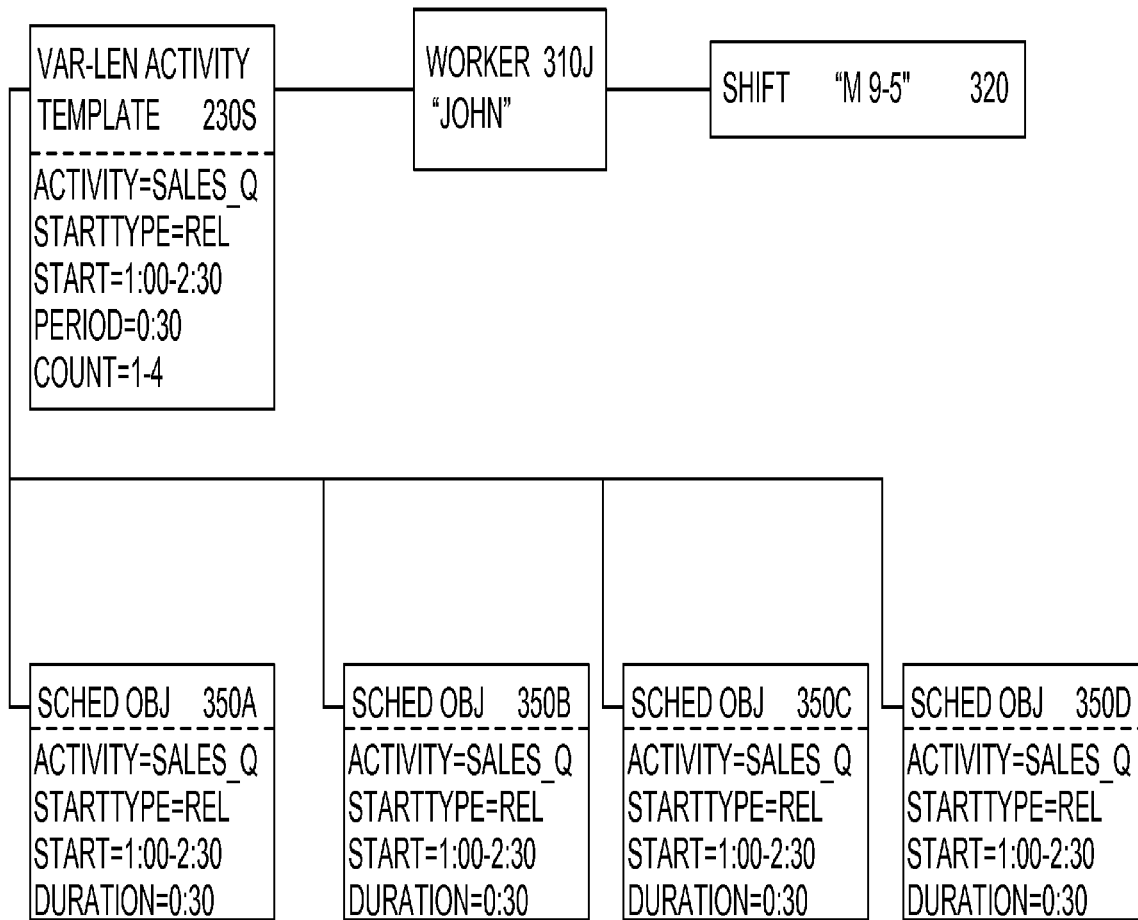 VAR-LEN ACTIVITY
TEMPLATE 230S
ACTIVITY=SALES_Q
STARTTYPE=REL
START=1:00-2:30
PERIOD=0:30
COUNT=1-4
WORKER 310J
“JOHN”
SHIFT “M 9-5" 320
SCHED OBJ 350A
ACTIVITY=SALES_Q
STARTTYPE=REL
START=1:00-2:30
DURATION=0:30
SCHED OBJ 350B
ACTIVITY=SALES_Q
STARTTYPE=REL
START=1:00-2:30
DURATION=0:30
SCHED OBJ 350C
ACTIVITY=SALES_Q
STARTTYPE=REL
START=1:00-2:30
DURATION=0:30
SCHED OBJ 350D
ACTIVITY=SALES_Q
STARTTYPE=REL
START=1:00-2:30
DURATION=0:30